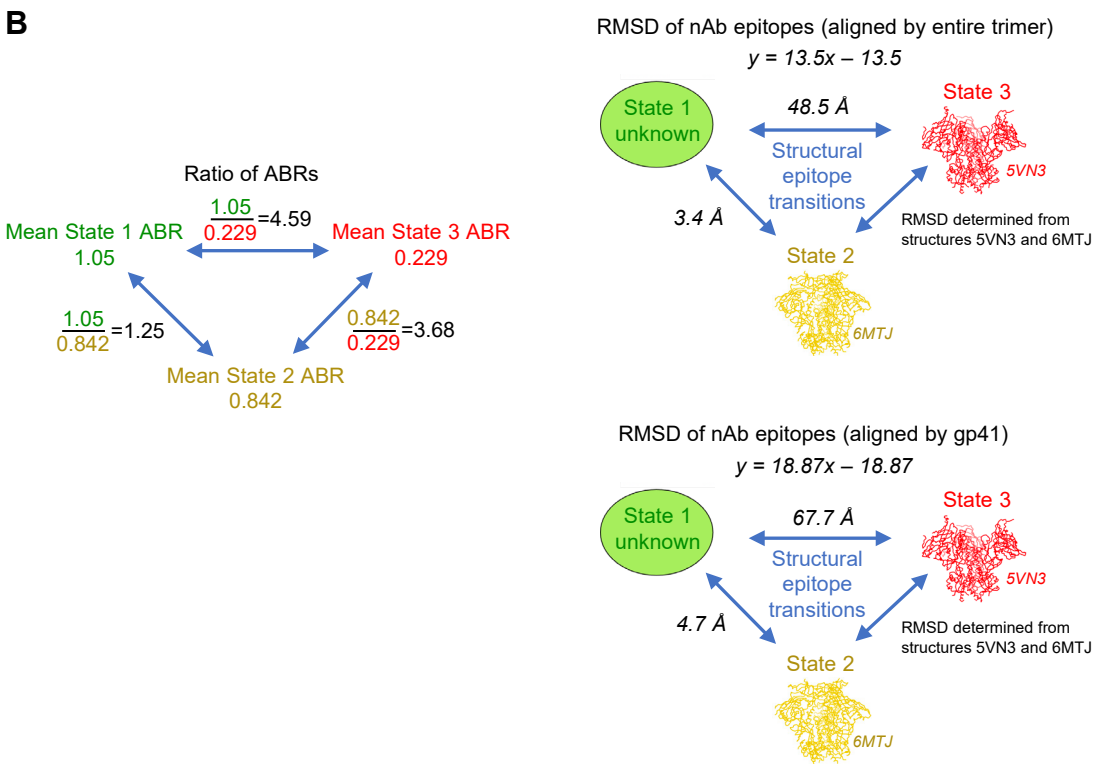 B
Ratio of ABRs
1.05
0.229
=4.59
Mean State 1 ABR
1.05
Mean State 3 ABR
0.229
1.05
0.842
=1.25
0.842
0.229
=3.68
Mean State 2 ABR
0.842
RMSD of nAb epitopes (aligned by entire trimer)
y = 13.5x – 13.5
State 1
unknown
48.5 Å
State 3
5VN3
Structural
epitope
transitions
3.4 Å
RMSD determined from
structures 5VN3 and 6MTJ
State 2
6MTJ
RMSD of nAb epitopes (aligned by gp41)
y = 18.87x – 18.87
State 1
unknown
67.7 Å
State 3
5VN3
Structural
epitope
transitions
4.7 Å
RMSD determined from
structures 5VN3 and 6MTJ
State 2
6MTJ